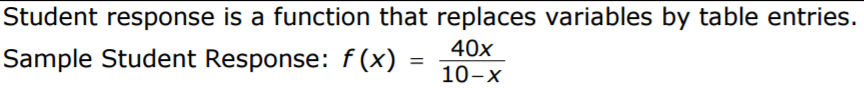 Student response is a function that replaces variables by table entries.
Sample Student Response: f(x) = 40x/10-x